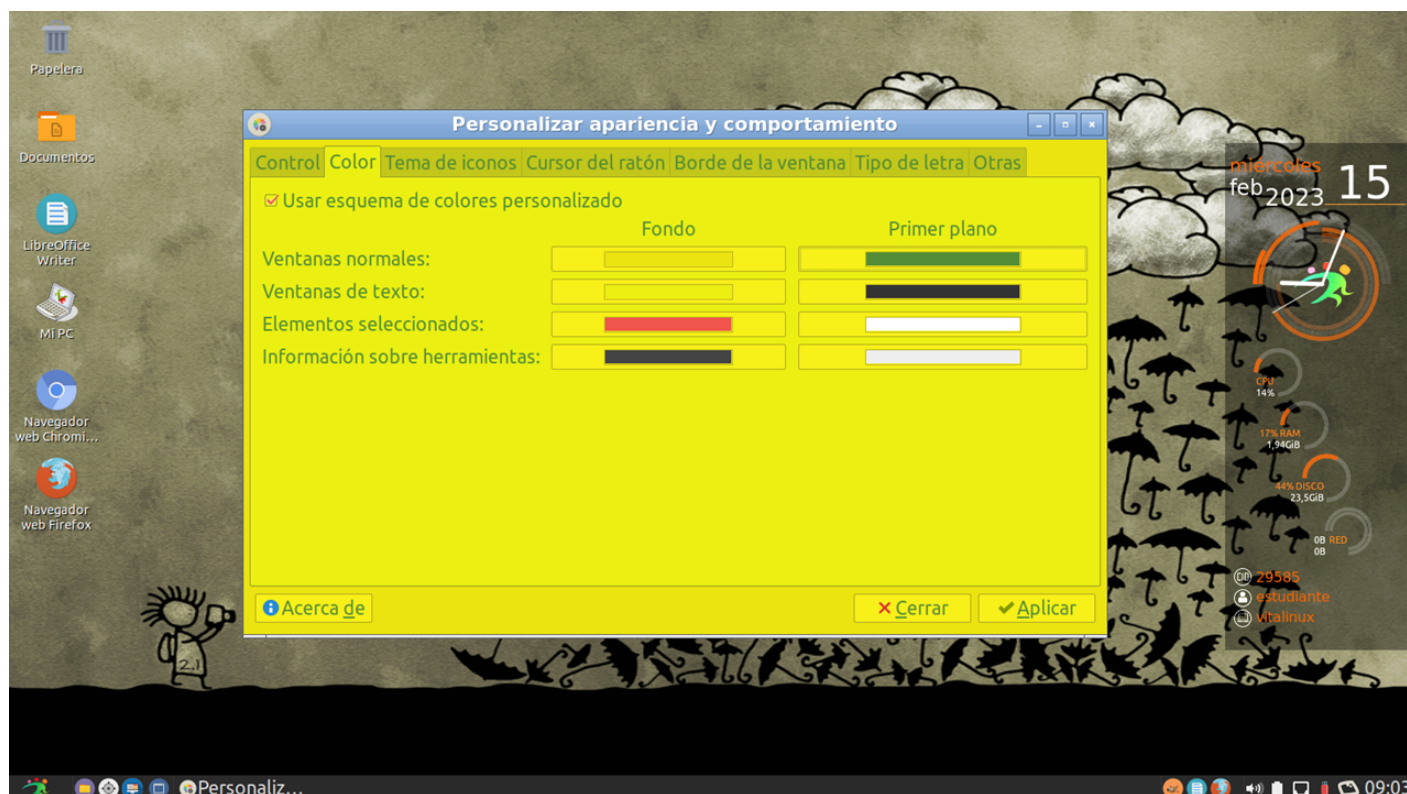 Papelera
Documentos
LibreOffice
Writer
Mi PC
Navegador
web Chromi...
Navegador
web Firefox
Personalizar apariencia y comportamiento
Control Color Tema de iconos Cursor del ratón Borde de la ventana Tipo de letra Otras
Usar esquema de colores personalizado
Fondo Primer plano
Ventanas normales:
Ventanas de texto:
Elementos seleccionados:
Información sobre herramientas:
Acerca de Cerrar Aplicar
miércoles
feb 2023 15
CPU
14%
17% RAM
1,94GiB
44% DISCO
23,5GiB
0B RED
0B
ID 29585
estudiante
vitalinux
2.1
Personaliz...
09:03